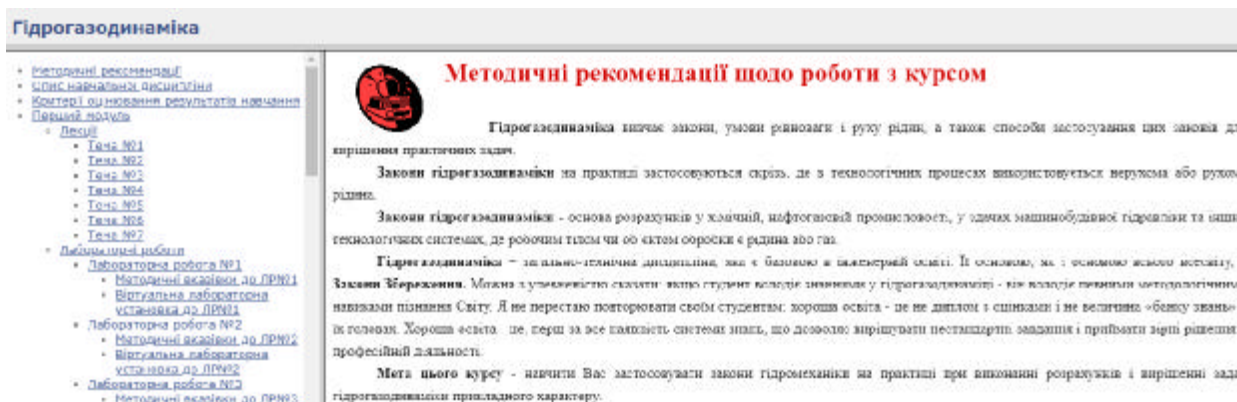 Гідрогазодинаміка
Методичні рекомендації
Опис навчальної дисципліни
Критерії оцінювання результатів навчання
Перший модуль
Лекції
Тема №1
Тема №2
Тема №3
Тема №4
Тема №5
Тема №6
Тема №7
Лабораторні роботи
Лабораторна робота №1
Методичні вказівки до ЛР№1
Віртуальна лабораторна
установка до ЛР№1
Лабораторна робота №2
Методичні вказівки до ЛР№2
Віртуальна лабораторна
установка до ЛР№2
Лабораторна робота №3
Методичні вказівки до ЛР№3
Методичні рекомендації щодо роботи з курсом
Гідрогазодинаміка вивчає закони, умови рівноваги і руху рідин, а також способи застосування цих законів дл
вирішення практичних задач.
Закони гідрогазодинаміки на практиці застосовуються скрізь, де в технологічних процесах використовується нерухома або рухом
рідина.
Закони гідрогазодинаміки - основа розрахунків у хімічній, нафтогазовій промисловості, у задачах машинобудівної гідравліки та інши
технологічних системах, де робочим тілом чи об'єктом обробки є рідина або газ.
Гідрогазодинаміка – загально-технічна дисципліна, яка є базовою в інженерній освіті. Її основою, як і основою всього всесвіту,
Закони Збереження. Можна з упевненістю сказати: якщо студент володіє знаннями у гідрогазодинаміці - він володіє певними методологічним
навиками пізнання Світу. Я не перестаю повторювати своїм студентам: хороша освіта - це не диплом з оцінками і не величина «банку знань»
їх головах. Хороша освіта це, перш за все наявність системи знань, що дозволяє вирішувати нестандартні завдання і приймати вірні рішення
професійній діяльності.
Мета цього курсу - навчити Вас застосовувати закони гідромеханіки на практиці при виконанні розрахунків і вирішенні зада
гідрогазодинаміки прикладного характеру.